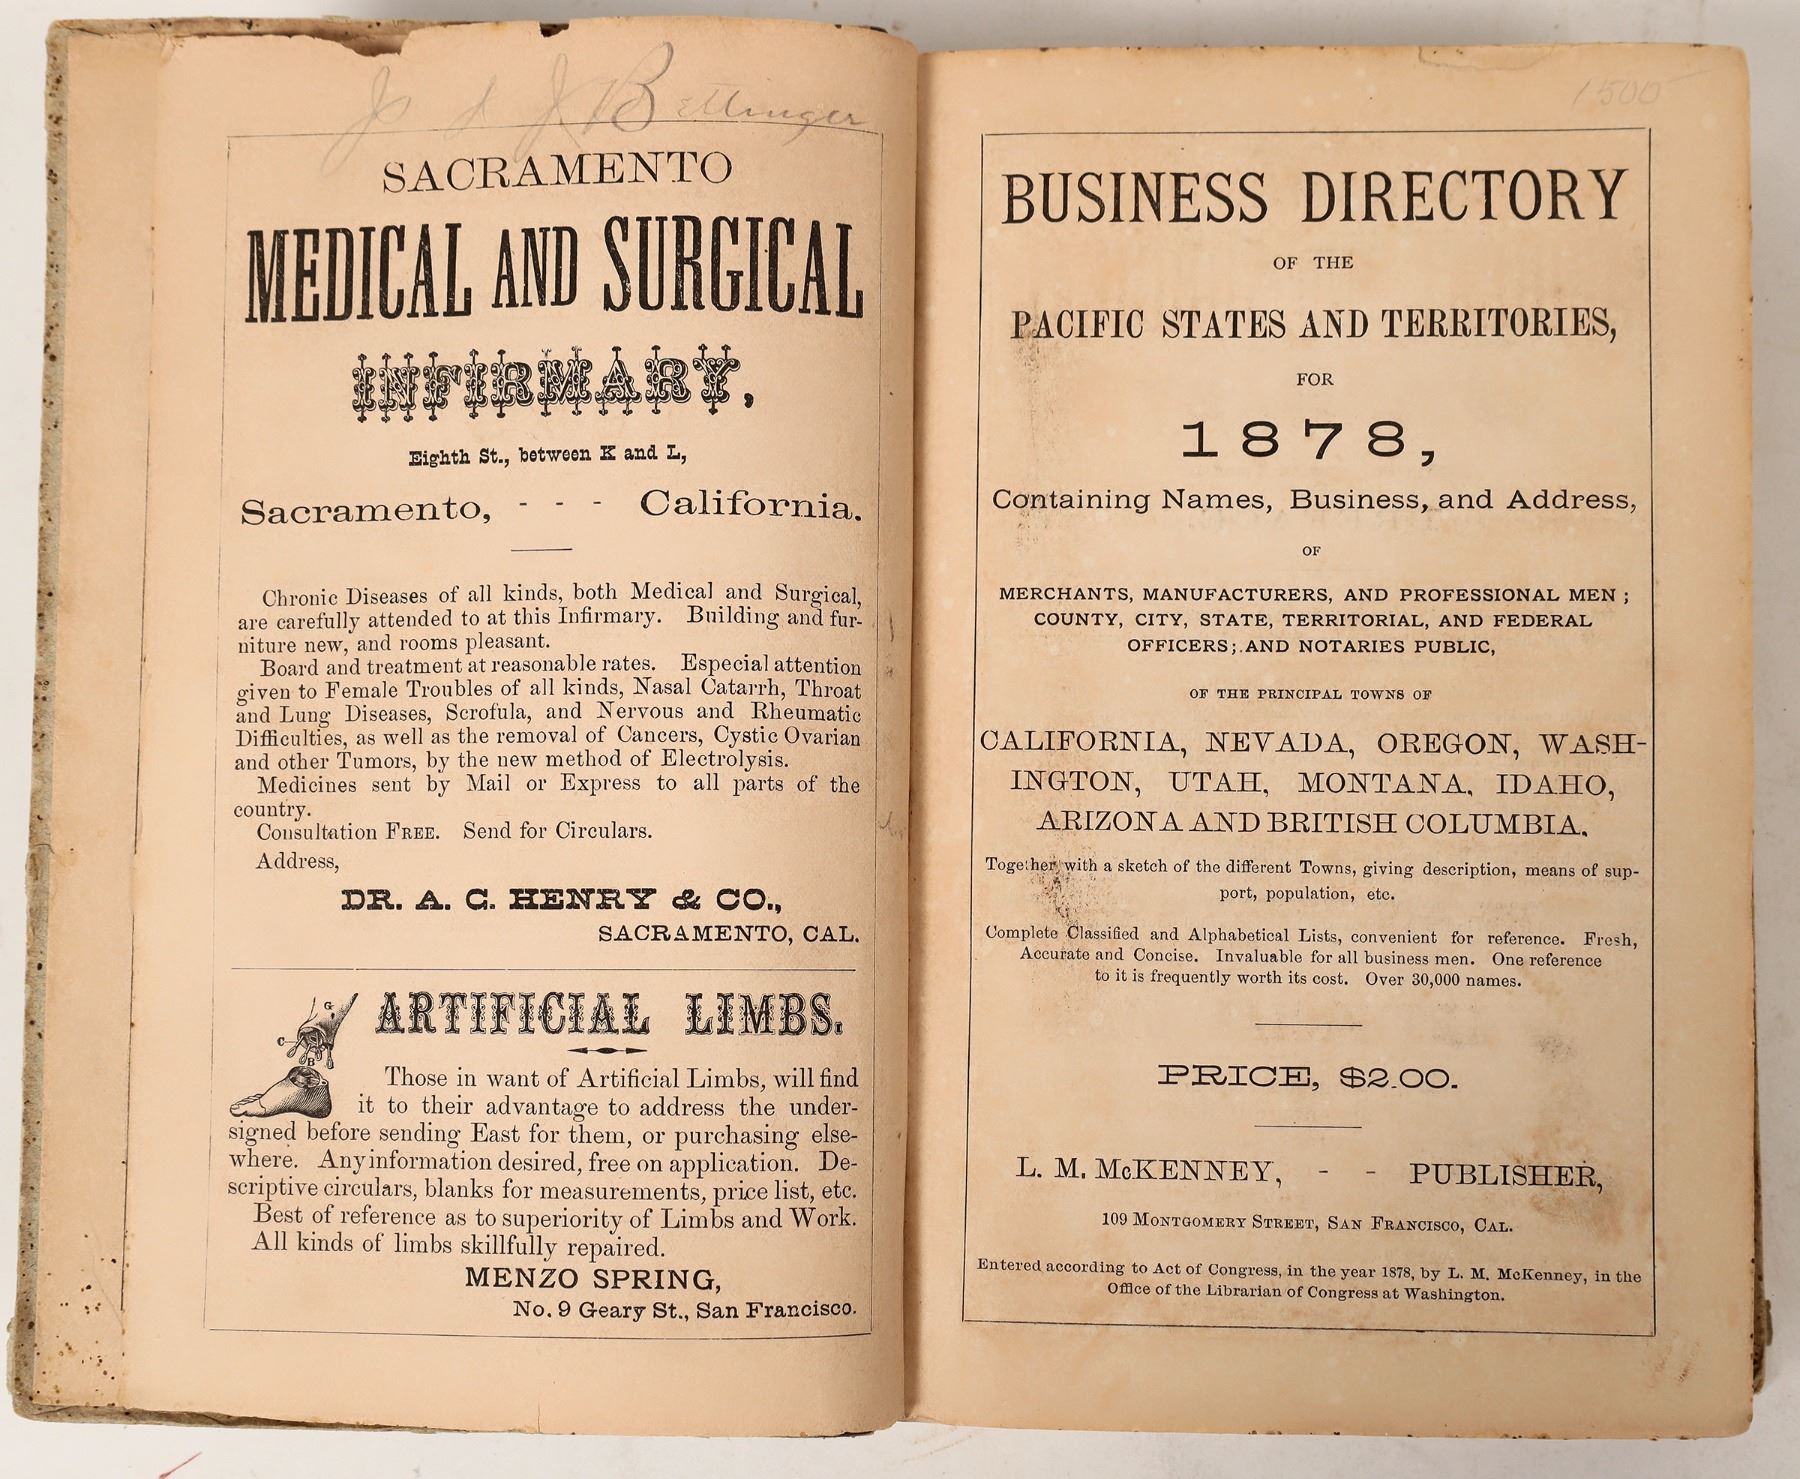 Bettinger
SACRAMENTO
MEDICAL AND SURGICAL
INFIRMARY,
Eighth St., between K and L,
Sacramento, - - - California.
Chronic Diseases of all kinds, both Medical and Surgical,
are carefully attended to at this Infirmary. Building and fur-
niture new, and rooms pleasant.
Board and treatment at reasonable rates. Especial attention
given to Female Troubles of all kinds, Nasal Catarrh, Throat
and Lung Diseases, Scrofula, and Nervous and Rheumatic
Difficulties, as well as the removal of Cancers, Cystic Ovarian
and other Tumors, by the new method of Electrolysis.
Medicines sent by Mail or Express to all parts of the
country.
Consultation FREE. Send for Circulars.
Address,
DR. A. C. HENRY & CO.,
SACRAMENTO, CAL.
G
C
B
ARTIFICIAL LIMBS.
Those in want of Artificial Limbs, will find
it to their advantage to address the under-
signed before sending East for them, or purchasing else-
where. Any information desired, free on application. De-
scriptive circulars, blanks for measurements, price list, etc.
Best of reference as to superiority of Limbs and Work.
All kinds of limbs skillfully repaired.
MENZO SPRING,
No. 9 Geary St., San Francisco.
1500
BUSINESS DIRECTORY
OF THE
PACIFIC STATES AND TERRITORIES,
FOR
1878,
Containing Names, Business, and Address,
OF
MERCHANTS, MANUFACTURERS, AND PROFESSIONAL MEN;
COUNTY, CITY, STATE, TERRITORIAL, AND FEDERAL
OFFICERS; AND NOTARIES PUBLIC,
OF THE PRINCIPAL TOWNS OF
CALIFORNIA, NEVADA, OREGON, WASH-
INGTON, UTAH, MONTANA, IDAHO,
ARIZONA AND BRITISH COLUMBIA.
Together with a sketch of the different Towns, giving description, means of sup-
port, population, etc.
Complete Classified and Alphabetical Lists, convenient for reference. Fresh,
Accurate and Concise. Invaluable for all business men. One reference
to it is frequently worth its cost. Over 30,000 names.
PRICE, $2.00.
L. M. McKENNEY, - - PUBLISHER,
109 MONTGOMERY STREET, SAN FRANCISCO, CAL.
Entered according to Act of Congress, in the year 1878, by L. M. McKenney, in the
Office of the Librarian of Congress at Washington.